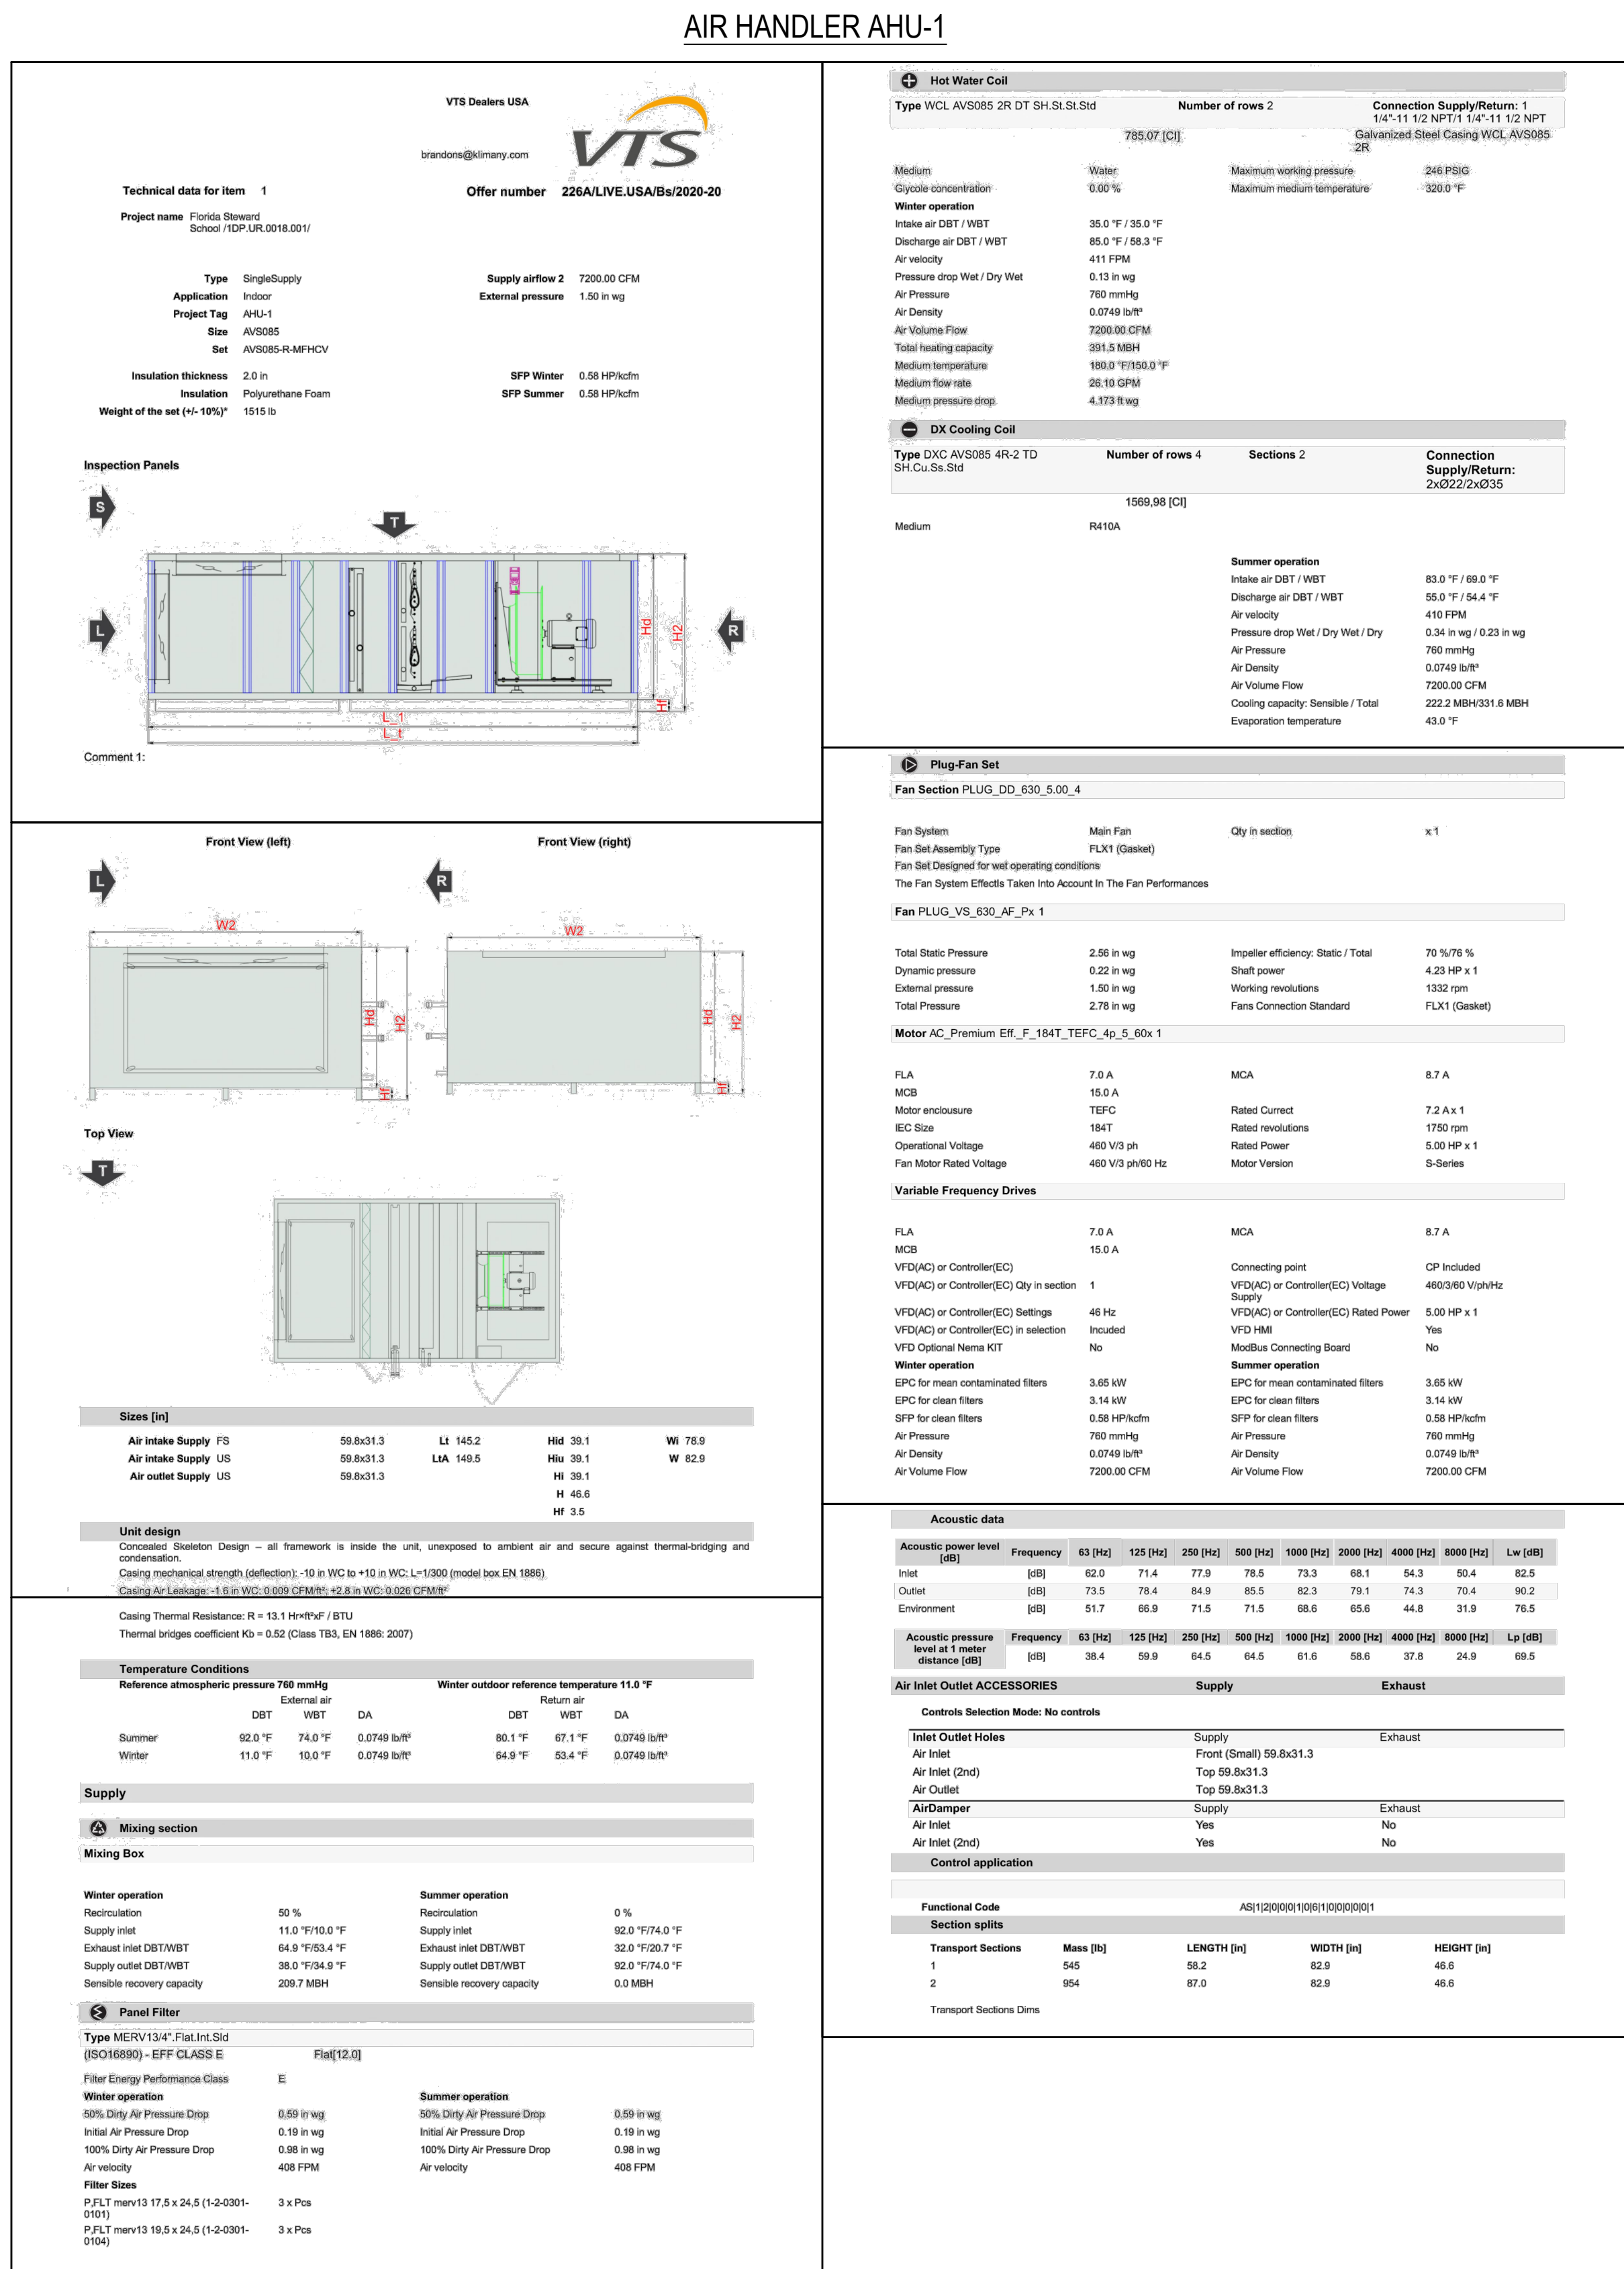 AIR HANDLER AHU-1
VTS Dealers USA
VTS
brandons@klimany.com
Technical data for item 1
Offer number 226A/LIVE.USA/Bs/2020-20
Project name Florida Steward
School /1DP.UR.0018.001/
Type SingleSupply Supply airflow 2 7200.00 CFM
Application Indoor External pressure 1.50 in wg
Project Tag AHU-1
Size AVS085
Set AVS085-R-MFHCV
Insulation thickness 2.0 in SFP Winter 0.58 HP/kcfm
Insulation Polyurethane Foam SFP Summer 0.58 HP/kcfm
Weight of the set (+/- 10%)* 1515 lb
Inspection Panels
S
T
L
R
Hd
H2
Hf
L_1
L_t
Comment 1:
Front View (left) Front View (right)
L R
W2 W2
Hd H2 Hd H2
Hf Hf
Top View
T
Sizes [in]
Air intake Supply FS 59.8x31.3 Lt 145.2 Hid 39.1 Wi 78.9
Air intake Supply US 59.8x31.3 LtA 149.5 Hiu 39.1 W 82.9
Air outlet Supply US 59.8x31.3 Hi 39.1
H 46.6
Hf 3.5
Unit design
Concealed Skeleton Design – all framework is inside the unit, unexposed to ambient air and secure against thermal-bridging and
condensation.
Casing mechanical strength (deflection): -10 in WC to +10 in WC: L=1/300 (model box EN 1886)
Casing Air Leakage: -1.6 in WC: 0.009 CFM/ft²; +2.8 in WC: 0.026 CFM/ft²
Casing Thermal Resistance: R = 13.1 Hr×ft²xF / BTU
Thermal bridges coefficient Kb = 0.52 (Class TB3, EN 1886: 2007)
Temperature Conditions
Reference atmospheric pressure 760 mmHg Winter outdoor reference temperature 11.0 °F
External air Return air
DBT WBT DA DBT WBT DA
Summer 92.0 °F 74.0 °F 0.0749 lb/ft³ 80.1 °F 67.1 °F 0.0749 lb/ft³
Winter 11.0 °F 10.0 °F 0.0749 lb/ft³ 64.9 °F 53.4 °F 0.0749 lb/ft³
Supply
Mixing section
Mixing Box
Winter operation Summer operation
Recirculation 50 % Recirculation 0 %
Supply inlet 11.0 °F/10.0 °F Supply inlet 92.0 °F/74.0 °F
Exhaust inlet DBT/WBT 64.9 °F/53.4 °F Exhaust inlet DBT/WBT 32.0 °F/20.7 °F
Supply outlet DBT/WBT 38.0 °F/34.9 °F Supply outlet DBT/WBT 92.0 °F/74.0 °F
Sensible recovery capacity 209.7 MBH Sensible recovery capacity 0.0 MBH
Panel Filter
Type MERV13/4".Flat.Int.Sld
(ISO16890) - EFF CLASS E Flat[12.0]
Filter Energy Performance Class E
Winter operation Summer operation
50% Dirty Air Pressure Drop 0.59 in wg 50% Dirty Air Pressure Drop 0.59 in wg
Initial Air Pressure Drop 0.19 in wg Initial Air Pressure Drop 0.19 in wg
100% Dirty Air Pressure Drop 0.98 in wg 100% Dirty Air Pressure Drop 0.98 in wg
Air velocity 408 FPM Air velocity 408 FPM
Filter Sizes
P,FLT merv13 17,5 x 24,5 (1-2-0301- 3 x Pcs
0101)
P,FLT merv13 19,5 x 24,5 (1-2-0301- 3 x Pcs
0104)
Hot Water Coil
Type WCL AVS085 2R DT SH.St.St.Std Number of rows 2 Connection Supply/Return: 1
1/4"-11 1/2 NPT/1 1/4"-11 1/2 NPT
785.07 [CI] Galvanized Steel Casing WCL AVS085
2R
Medium Water Maximum working pressure 246 PSIG
Glycole concentration 0.00 % Maximum medium temperature 320.0 °F
Winter operation
Intake air DBT / WBT 35.0 °F / 35.0 °F
Discharge air DBT / WBT 85.0 °F / 58.3 °F
Air velocity 411 FPM
Pressure drop Wet / Dry Wet 0.13 in wg
Air Pressure 760 mmHg
Air Density 0.0749 lb/ft³
Air Volume Flow 7200.00 CFM
Total heating capacity 391.5 MBH
Medium temperature 180.0 °F/150.0 °F
Medium flow rate 26.10 GPM
Medium pressure drop 4.173 ft wg
DX Cooling Coil
Type DXC AVS085 4R-2 TD Number of rows 4 Sections 2 Connection
SH.Cu.Ss.Std Supply/Return:
2xØ22/2xØ35
1569,98 [CI]
Medium R410A
Summer operation
Intake air DBT / WBT 83.0 °F / 69.0 °F
Discharge air DBT / WBT 55.0 °F / 54.4 °F
Air velocity 410 FPM
Pressure drop Wet / Dry Wet / Dry 0.34 in wg / 0.23 in wg
Air Pressure 760 mmHg
Air Density 0.0749 lb/ft³
Air Volume Flow 7200.00 CFM
Cooling capacity: Sensible / Total 222.2 MBH/331.6 MBH
Evaporation temperature 43.0 °F
Plug-Fan Set
Fan Section PLUG_DD_630_5.00_4
Fan System Main Fan Qty in section x 1
Fan Set Assembly Type FLX1 (Gasket)
Fan Set Designed for wet operating conditions
The Fan System EffectIs Taken Into Account In The Fan Performances
Fan PLUG_VS_630_AF_Px 1
Total Static Pressure 2.56 in wg Impeller efficiency: Static / Total 70 %/76 %
Dynamic pressure 0.22 in wg Shaft power 4.23 HP x 1
External pressure 1.50 in wg Working revolutions 1332 rpm
Total Pressure 2.78 in wg Fans Connection Standard FLX1 (Gasket)
Motor AC_Premium Eff._F_184T_TEFC_4p_5_60x 1
FLA 7.0 A MCA 8.7 A
MCB 15.0 A
Motor enclousure TEFC Rated Currect 7.2 A x 1
IEC Size 184T Rated revolutions 1750 rpm
Operational Voltage 460 V/3 ph Rated Power 5.00 HP x 1
Fan Motor Rated Voltage 460 V/3 ph/60 Hz Motor Version S-Series
Variable Frequency Drives
FLA 7.0 A MCA 8.7 A
MCB 15.0 A
VFD(AC) or Controller(EC) Connecting point CP Included
VFD(AC) or Controller(EC) Qty in section 1 VFD(AC) or Controller(EC) Voltage 460/3/60 V/ph/Hz
Supply
VFD(AC) or Controller(EC) Settings 46 Hz VFD(AC) or Controller(EC) Rated Power 5.00 HP x 1
VFD(AC) or Controller(EC) in selection Incuded VFD HMI Yes
VFD Optional Nema KIT No ModBus Connecting Board No
Winter operation Summer operation
EPC for mean contaminated filters 3.65 kW EPC for mean contaminated filters 3.65 kW
EPC for clean filters 3.14 kW EPC for clean filters 3.14 kW
SFP for clean filters 0.58 HP/kcfm SFP for clean filters 0.58 HP/kcfm
Air Pressure 760 mmHg Air Pressure 760 mmHg
Air Density 0.0749 lb/ft³ Air Density 0.0749 lb/ft³
Air Volume Flow 7200.00 CFM Air Volume Flow 7200.00 CFM
Acoustic data
Acoustic power level [dB] Frequency 63 [Hz] 125 [Hz] 250 [Hz] 500 [Hz] 1000 [Hz] 2000 [Hz] 4000 [Hz] 8000 [Hz] Lw [dB]
Inlet [dB] 62.0 71.4 77.9 78.5 73.3 68.1 54.3 50.4 82.5
Outlet [dB] 73.5 78.4 84.9 85.5 82.3 79.1 74.3 70.4 90.2
Environment [dB] 51.7 66.9 71.5 71.5 68.6 65.6 44.8 31.9 76.5
Acoustic pressure level at 1 meter distance [dB] Frequency 63 [Hz] 125 [Hz] 250 [Hz] 500 [Hz] 1000 [Hz] 2000 [Hz] 4000 [Hz] 8000 [Hz] Lp [dB]
[dB] 38.4 59.9 64.5 64.5 61.6 58.6 37.8 24.9 69.5
Air Inlet Outlet ACCESSORIES Supply Exhaust
Controls Selection Mode: No controls
Inlet Outlet Holes Supply Exhaust
Air Inlet Front (Small) 59.8x31.3
Air Inlet (2nd) Top 59.8x31.3
Air Outlet Top 59.8x31.3
AirDamper Supply Exhaust
Air Inlet Yes No
Air Inlet (2nd) Yes No
Control application
Functional Code AS|1|2|0|0|0|1|0|6|1|0|0|0|0|0|1
Section splits
Transport Sections Mass [lb] LENGTH [in] WIDTH [in] HEIGHT [in]
1 545 58.2 82.9 46.6
2 954 87.0 82.9 46.6
Transport Sections Dims